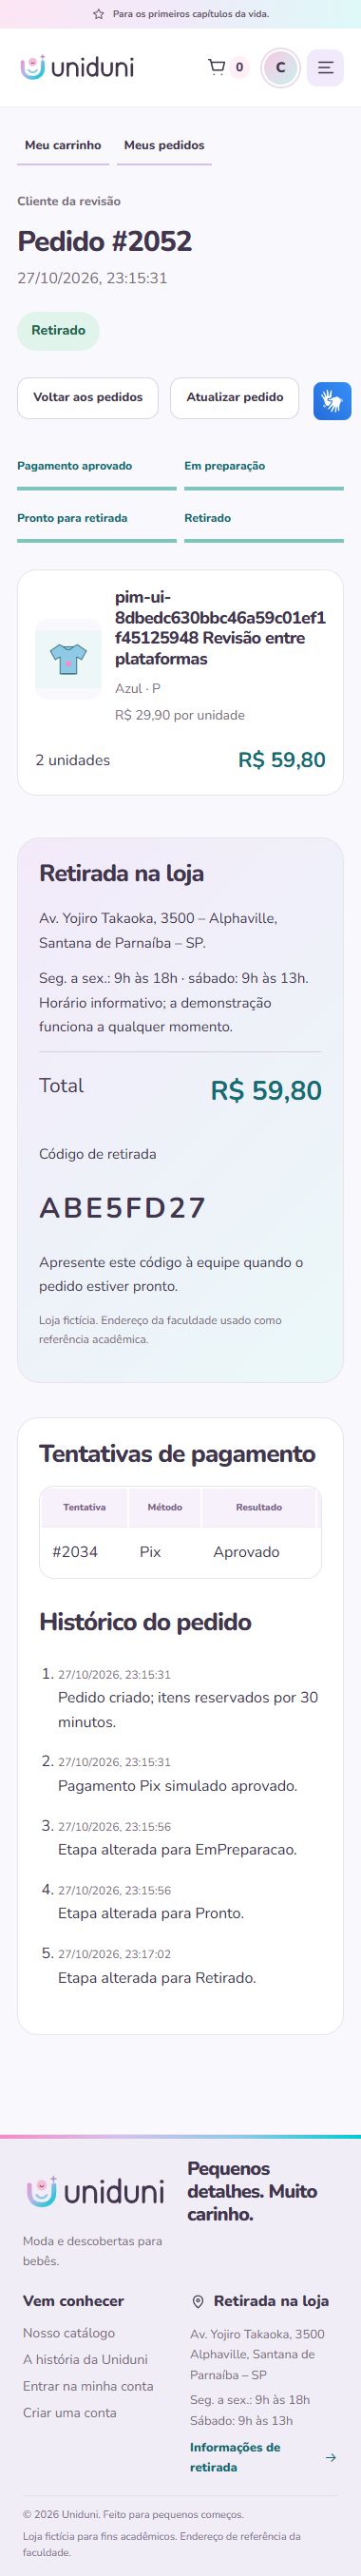 Para os primeiros capítulos da vida.
uniduni
0
C
Meu carrinho
Meus pedidos
Cliente da revisão
Pedido #2052
27/10/2026, 23:15:31
Retirado
Voltar aos pedidos
Atualizar pedido
Pagamento aprovado
Em preparação
Pronto para retirada
Retirado
pim-ui-
8dbedc630bbc46a59c01ef1
f45125948 Revisão entre
plataformas
Azul · P
R$ 29,90 por unidade
2 unidades
R$ 59,80
Retirada na loja
Av. Yojiro Takaoka, 3500 – Alphaville,
Santana de Parnaíba – SP.
Seg. a sex.: 9h às 18h · sábado: 9h às 13h.
Horário informativo; a demonstração
funciona a qualquer momento.
Total
R$ 59,80
Código de retirada
ABE5FD27
Apresente este código à equipe quando o
pedido estiver pronto.
Loja fictícia. Endereço da faculdade usado como
referência acadêmica.
Tentativas de pagamento
Tentativa
Método
Resultado
#2034
Pix
Aprovado
Histórico do pedido
1. 27/10/2026, 23:15:31
Pedido criado; itens reservados por 30
minutos.
2. 27/10/2026, 23:15:31
Pagamento Pix simulado aprovado.
3. 27/10/2026, 23:15:56
Etapa alterada para EmPreparacao.
4. 27/10/2026, 23:15:56
Etapa alterada para Pronto.
5. 27/10/2026, 23:17:02
Etapa alterada para Retirado.
uniduni
Moda e descobertas para
bebês.
Pequenos
detalhes. Muito
carinho.
Vem conhecer
Nosso catálogo
A história da Uniduni
Entrar na minha conta
Criar uma conta
Retirada na loja
Av. Yojiro Takaoka, 3500
Alphaville, Santana de
Parnaíba – SP
Seg. a sex.: 9h às 18h
Sábado: 9h às 13h
Informações de
retirada
© 2026 Uniduni. Feito para pequenos começos.
Loja fictícia para fins acadêmicos. Endereço de referência da
faculdade.